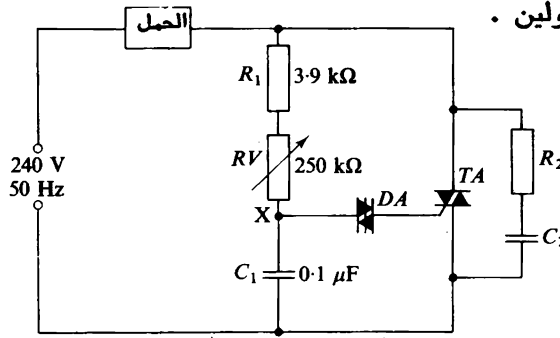 ولين .
الحمل
R₁ 3·9 kΩ
240 V
50 Hz
RV 250 kΩ
X
DA
TA
R₂
C₁ 0·1 μF
C